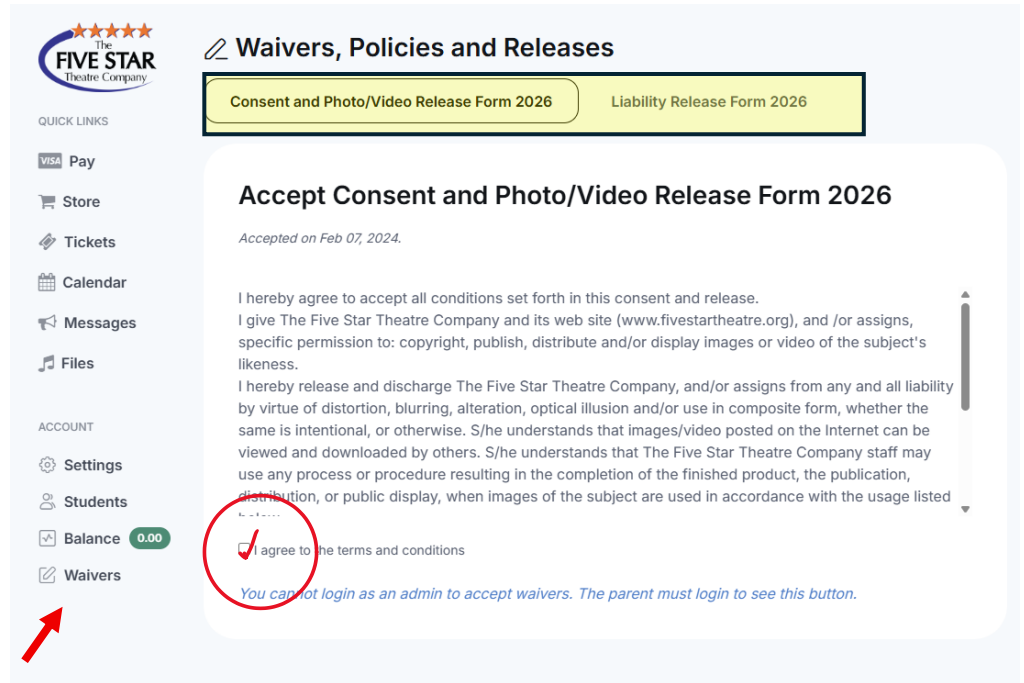 The
FIVE STAR
Theatre Company
Waivers, Policies and Releases
Consent and Photo/Video Release Form 2026
Liability Release Form 2026
QUICK LINKS
VISA Pay
Store
Tickets
Calendar
Messages
Files
ACCOUNT
Settings
Students
Balance 0.00
Waivers
Accept Consent and Photo/Video Release Form 2026
Accepted on Feb 07, 2024.
I hereby agree to accept all conditions set forth in this consent and release.
I give The Five Star Theatre Company and its web site (www.fivestartheatre.org), and /or assigns,
specific permission to: copyright, publish, distribute and/or display images or video of the subject's
likeness.
I hereby release and discharge The Five Star Theatre Company, and/or assigns from any and all liability
by virtue of distortion, blurring, alteration, optical illusion and/or use in composite form, whether the
same is intentional, or otherwise. S/he understands that images/video posted on the Internet can be
viewed and downloaded by others. S/he understands that The Five Star Theatre Company staff may
use any process or procedure resulting in the completion of the finished product, the publication,
distribution, or public display, when images of the subject are used in accordance with the usage listed
I agree to the terms and conditions
You cannot login as an admin to accept waivers. The parent must login to see this button.